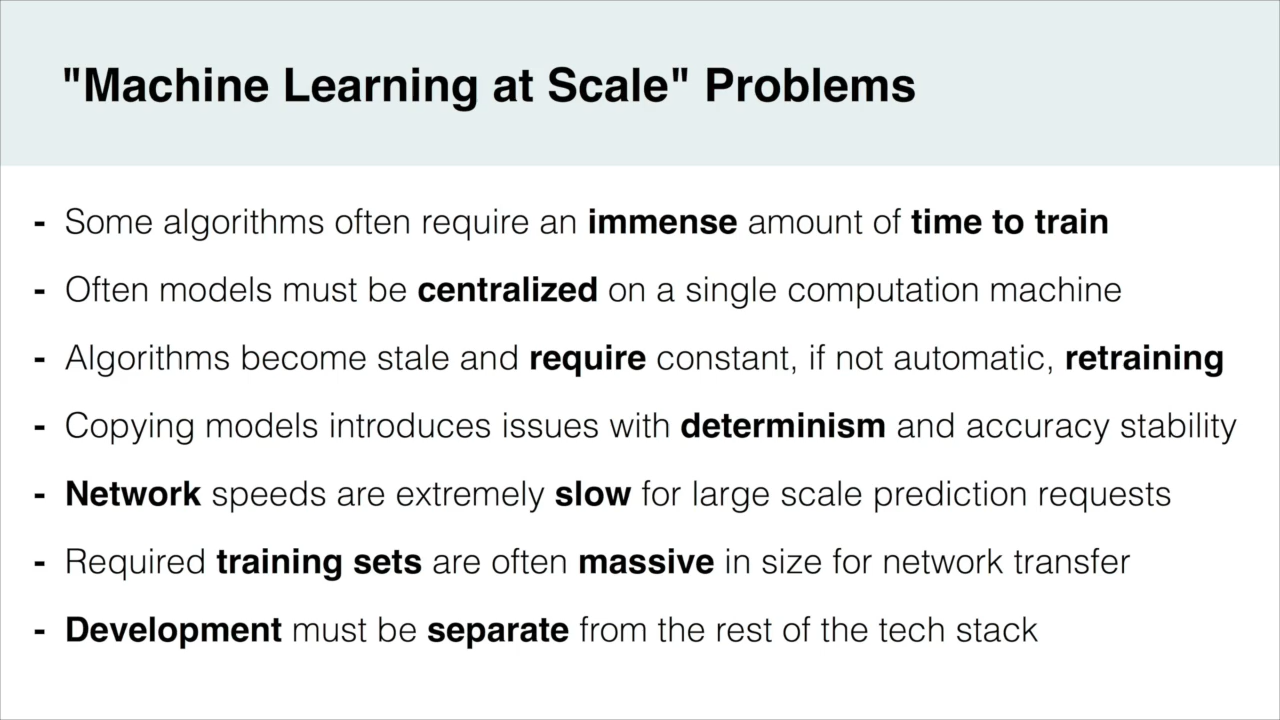 "Machine Learning at Scale" Problems
- Some algorithms often require an immense amount of time to train
- Often models must be centralized on a single computation machine
- Algorithms become stale and require constant, if not automatic, retraining
- Copying models introduces issues with determinism and accuracy stability
- Network speeds are extremely slow for large scale prediction requests
- Required training sets are often massive in size for network transfer
- Development must be separate from the rest of the tech stack